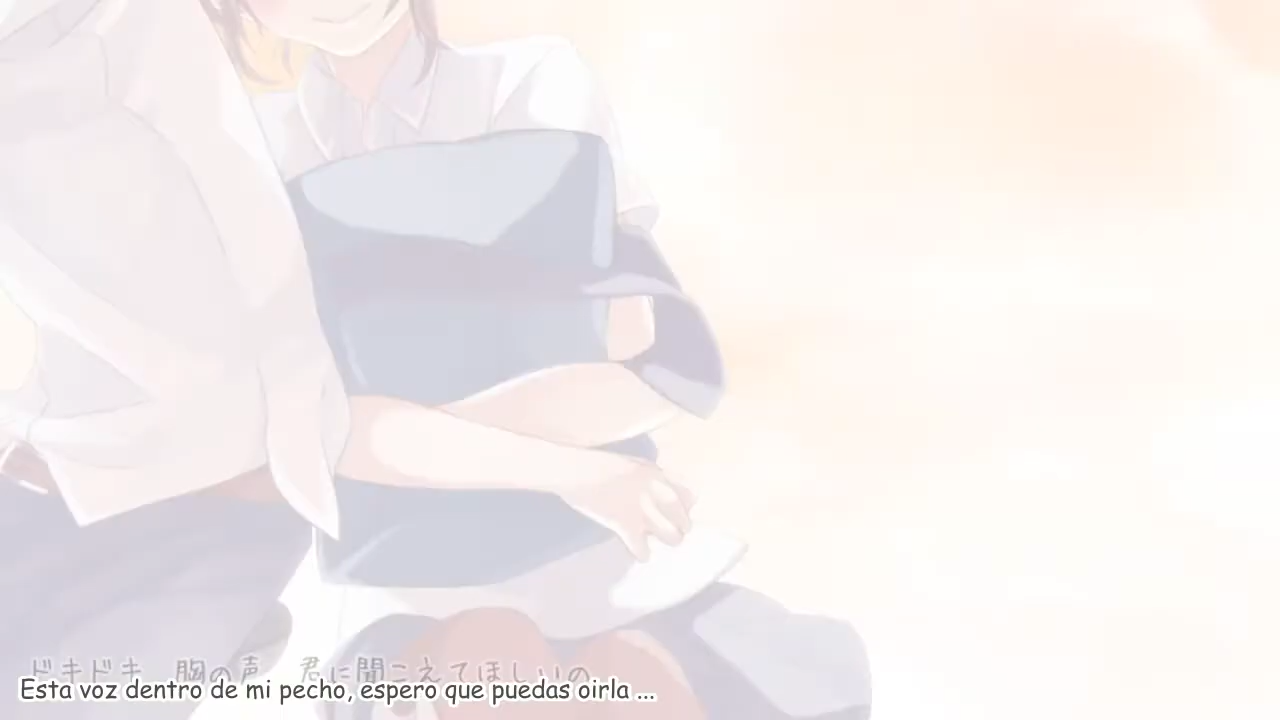 ドキドキ 胸の声 君に聞こえてほしいの
Esta voz dentro de mi pecho, espero que puedas oirla ...